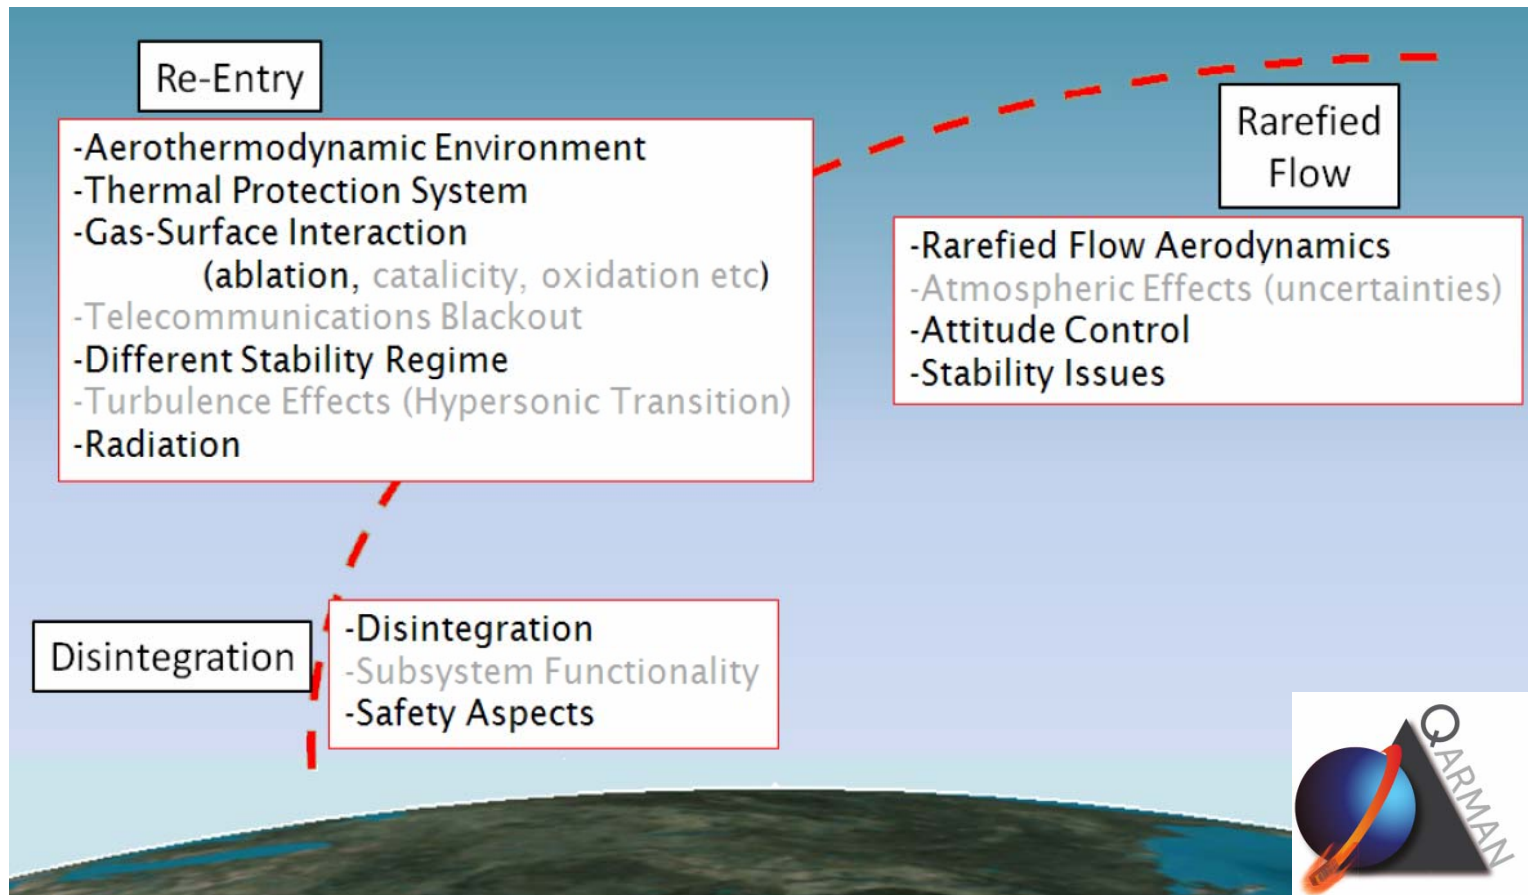 Re-Entry
-Aerothermodynamic Environment
-Thermal Protection System
-Gas-Surface Interaction
(ablation, catalicity, oxidation etc)
-Telecommunications Blackout
-Different Stability Regime
-Turbulence Effects (Hypersonic Transition)
-Radiation
Rarefied
Flow
-Rarefied Flow Aerodynamics
-Atmospheric Effects (uncertainties)
-Attitude Control
-Stability Issues
Disintegration
-Disintegration
-Subsystem Functionality
-Safety Aspects
QARMAN